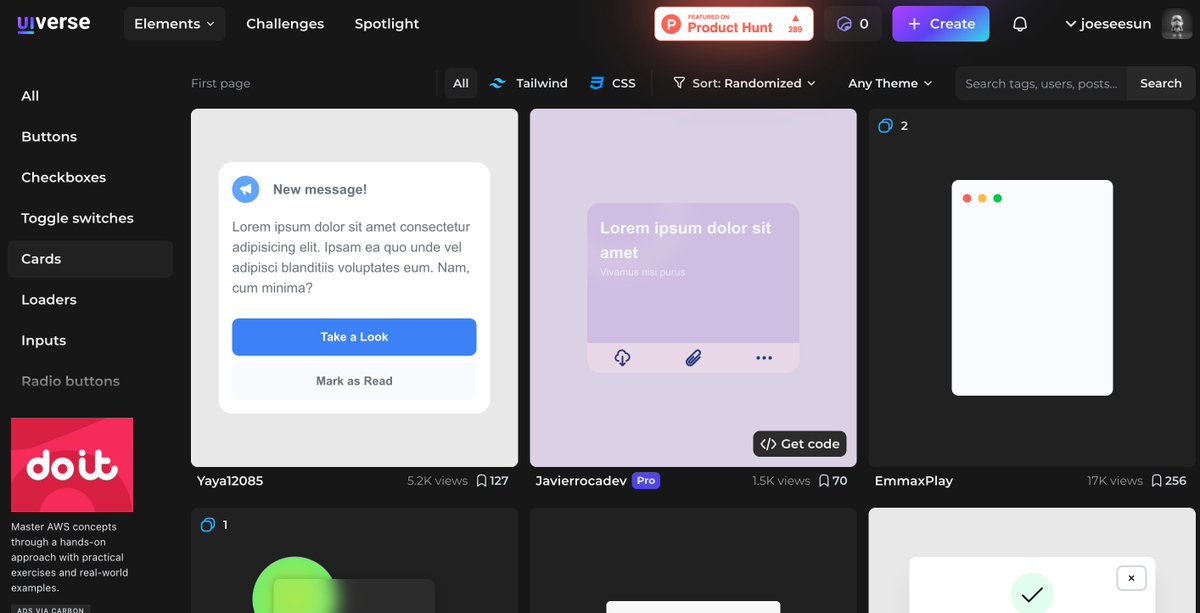 uiverse
Elements
Challenges
Spotlight
FEATURED ON
Product Hunt
289
0
+ Create
joeseesun
First page
All
Tailwind
CSS
Sort: Randomized
Any Theme
Search tags, users, posts...
Search
All
Buttons
Checkboxes
Toggle switches
Cards
Loaders
Inputs
Radio buttons
doit
Master AWS concepts
through a hands-on
approach with practical
exercises and real-world
examples.
ADS VIA CARBON
New message!
Lorem ipsum dolor sit amet consectetur
adipisicing elit. Ipsam ea quo unde vel
adipisci blanditiis voluptates eum. Nam,
cum minima?
Take a Look
Mark as Read
Yaya12085
5.2K views
127
Lorem ipsum dolor sit
amet
Vivamus nisi purus
</> Get code
Javierrocadev
Pro
1.5K views
70
2
EmmaxPlay
17K views
256
1